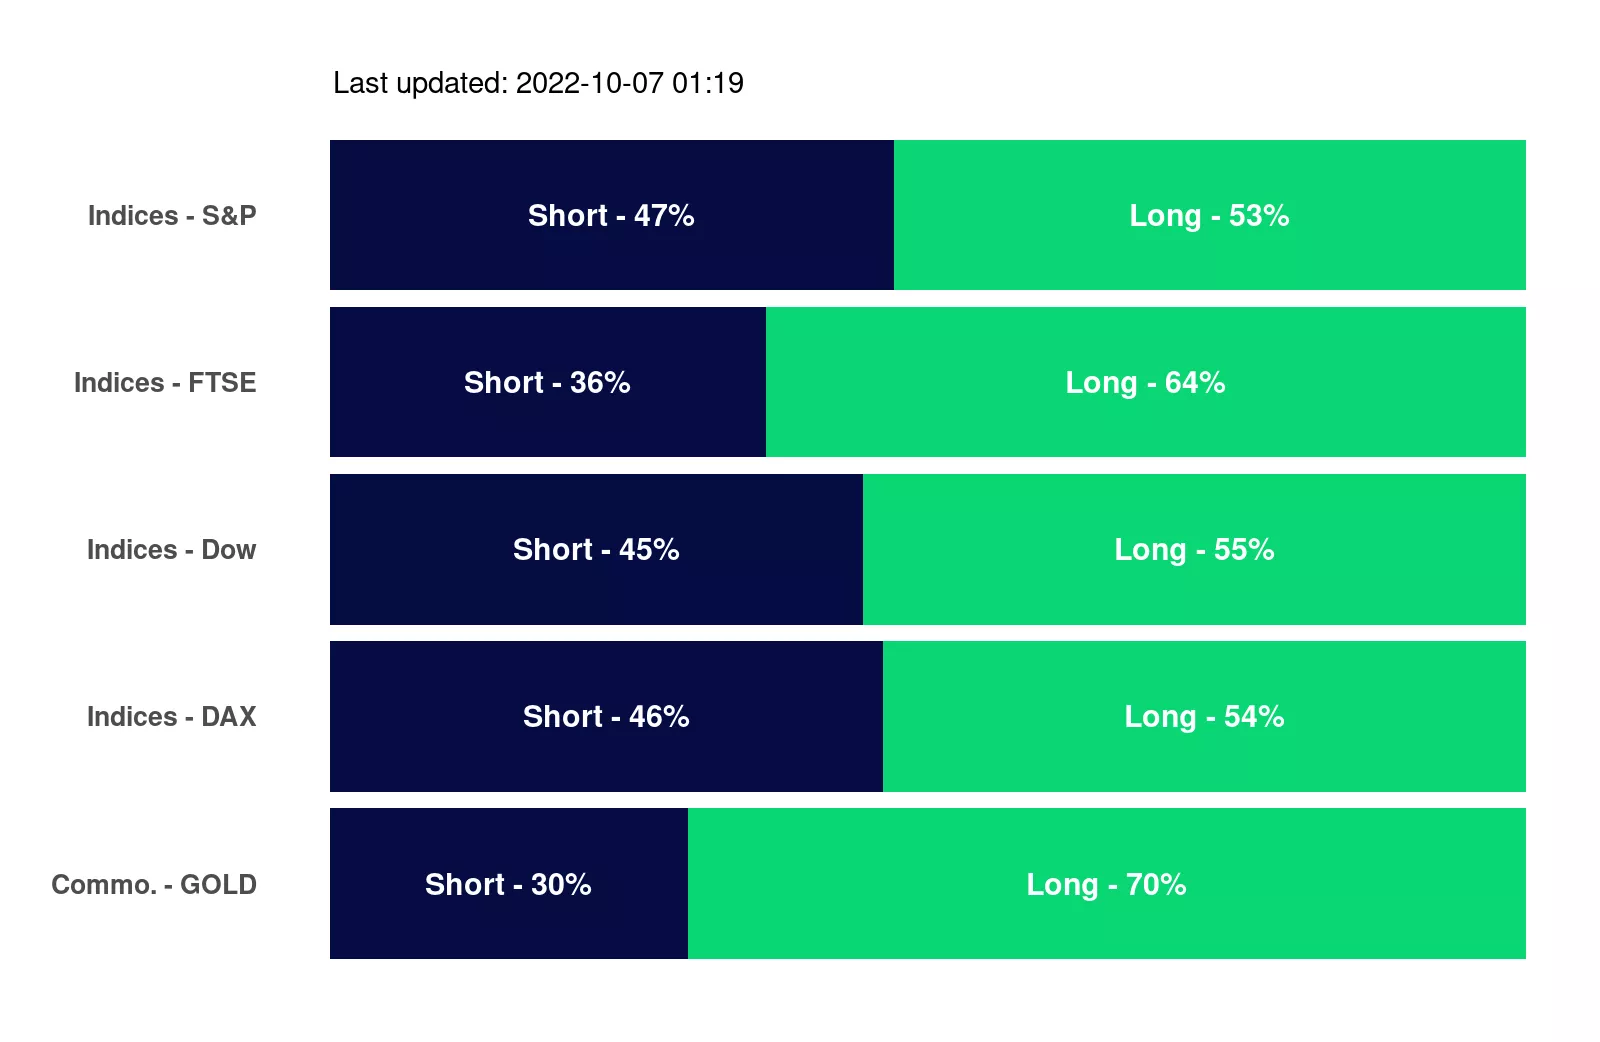 Last updated: 2022-10-07 01:19
Indices - S&P Short - 47% Long - 53%
Indices - FTSE Short - 36% Long - 64%
Indices - Dow Short - 45% Long - 55%
Indices - DAX Short - 46% Long - 54%
Commo. - GOLD Short - 30% Long - 70%